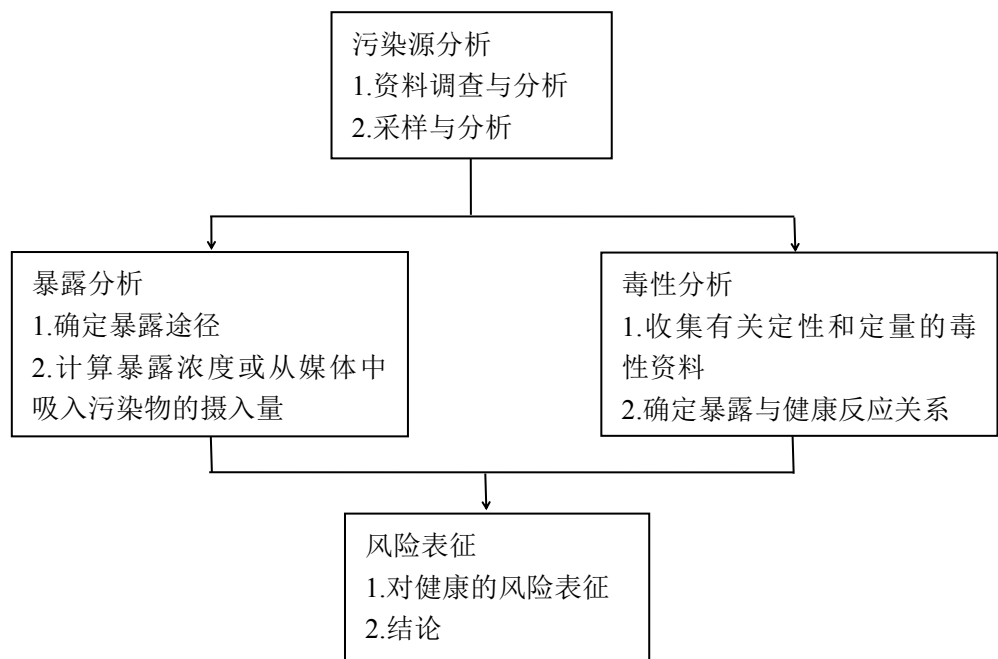 污染源分析
1.资料调查与分析
2.采样与分析
暴露分析
1.确定暴露途径
2.计算暴露浓度或从媒体中
吸入污染物的摄入量
毒性分析
1.收集有关定性和定量的毒
性资料
2.确定暴露与健康反应关系
风险表征
1.对健康的风险表征
2.结论